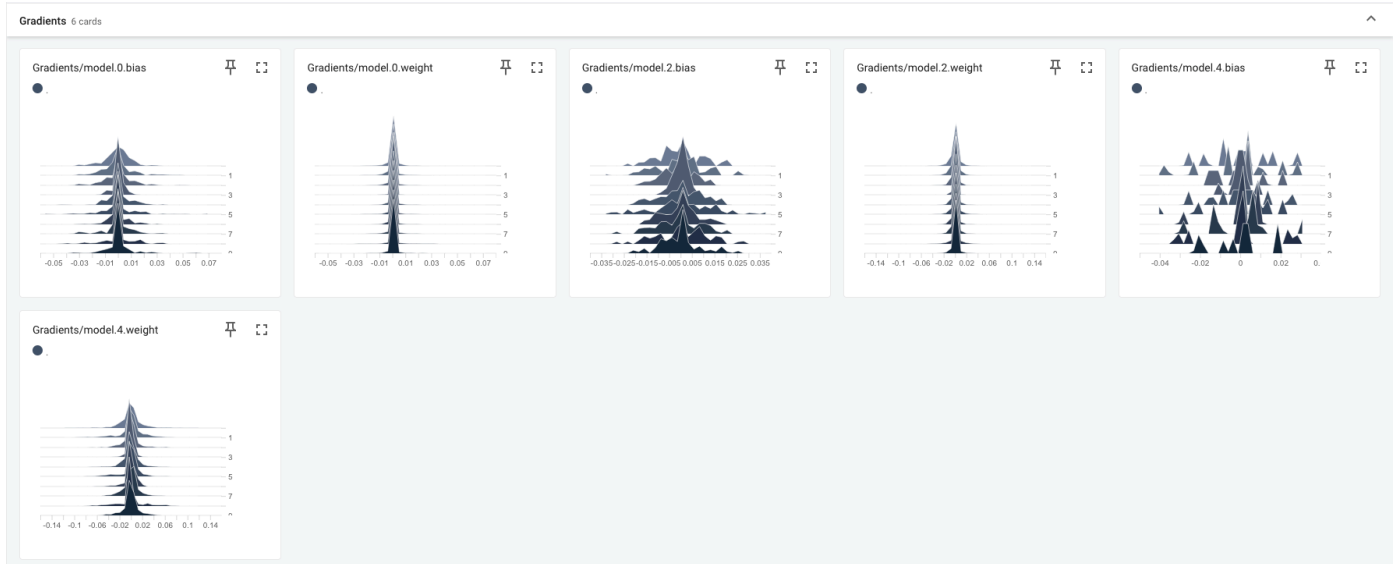 Gradients 6 cards
Gradients/model.0.bias
.
1
3
5
7
-0.05 -0.03 -0.01 0.01 0.03 0.05 0.07
Gradients/model.0.weight
.
1
3
5
7
-0.05 -0.03 -0.01 0.01 0.03 0.05 0.07
Gradients/model.2.bias
.
1
3
5
7
-0.035 -0.025 -0.015 -0.005 0.005 0.015 0.025 0.035
Gradients/model.2.weight
.
1
3
5
7
-0.14 -0.1 -0.06 -0.02 0.02 0.06 0.1 0.14
Gradients/model.4.bias
.
1
3
5
7
-0.04 -0.02 0 0.02 0.
Gradients/model.4.weight
.
1
3
5
7
-0.14 -0.1 -0.06 -0.02 0.02 0.06 0.1 0.14